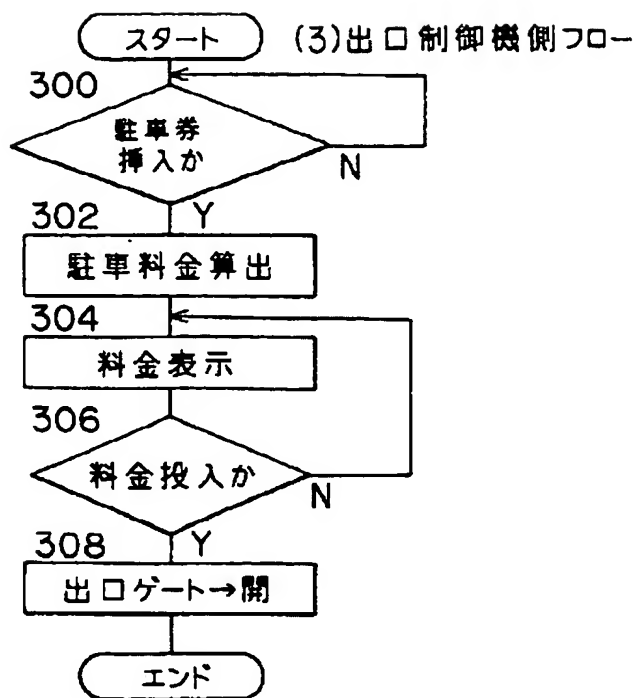 スタート
(3)出口制御機側フロー
300
駐車券
挿入か
N
Y
302
駐車料金算出
304
料金表示
306
料金投入か
N
Y
308
出口ゲート→開
エンド